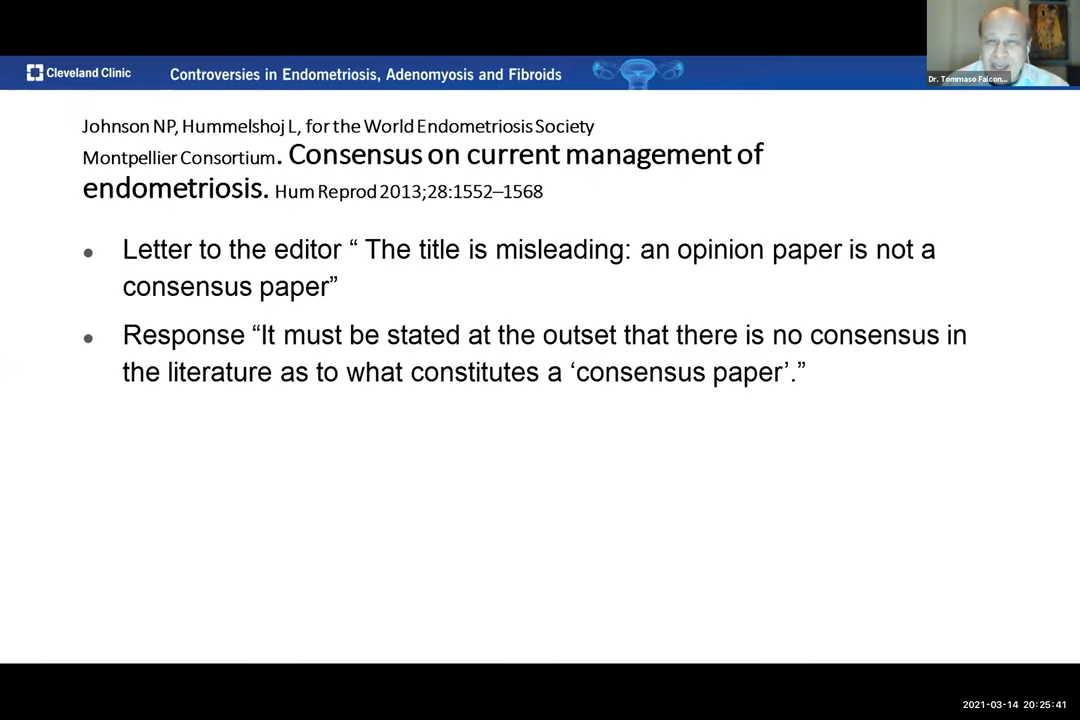 Cleveland Clinic
Controversies in Endometriosis, Adenomyosis and Fibroids
Dr. Tommaso Falcon...
Johnson NP, Hummelshoj L, for the World Endometriosis Society
Montpellier Consortium. Consensus on current management of
endometriosis. Hum Reprod 2013;28:1552–1568
● Letter to the editor “ The title is misleading: an opinion paper is not a
consensus paper”
● Response “It must be stated at the outset that there is no consensus in
the literature as to what constitutes a ‘consensus paper’.”
2021-03-14 20:25:41